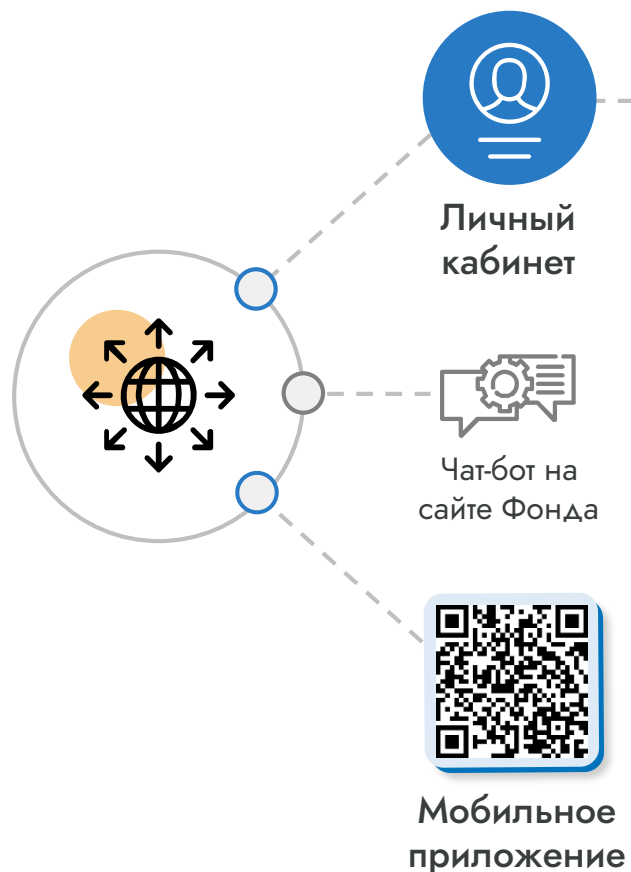 Личный
кабинет
Чат-бот на
сайте Фонда
Мобильное
приложение